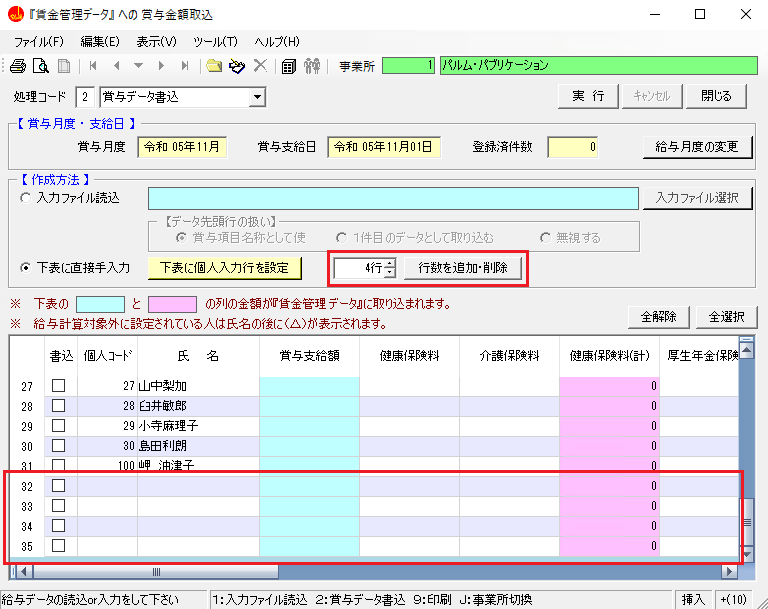 『賃金管理データ』 への 賞与金額取込
ファイル(F) 編集(E) 表示(V) ツール(T) ヘルプ(H)
事業所 1 パルム・パブリケーション
処理コード 2 賞与データ書込 実 行 キャンセル 閉じる
【 賞与月度・支給日 】
賞与月度 令和 05年11月 賞与支給日 令和 05年11月01日 登録済件数 0 給与月度の変更
【 作成方法 】
入力ファイル読込 入力ファイル選択
【データ先頭行の扱い】
賞与項目名称として使 1件目のデータとして取り込む 無視する
下表に直接手入力 下表に個人入力行を設定 4行 行数を追加・削除
※ 下表の と の列の金額が『賃金管理データ』に取り込まれます。
※ 給与計算対象外に設定されている人は氏名の後に(△)が表示されます。
全解除 全選択
書込 個人コード 氏 名 賞与支給額 健康保険料 介護保険料 健康保険料(計) 厚生年金保険
27 27 山中梨加 0
28 28 臼井敏郎 0
29 29 小寺麻理子 0
30 30 島田利朗 0
31 100 岬 油津子 0
32 0
33 0
34 0
35 0
給与データの読込or入力をして下さい 1:入力ファイル読込 2:賞与データ書込 9:印刷 J:事業所切換 挿入 +(10)